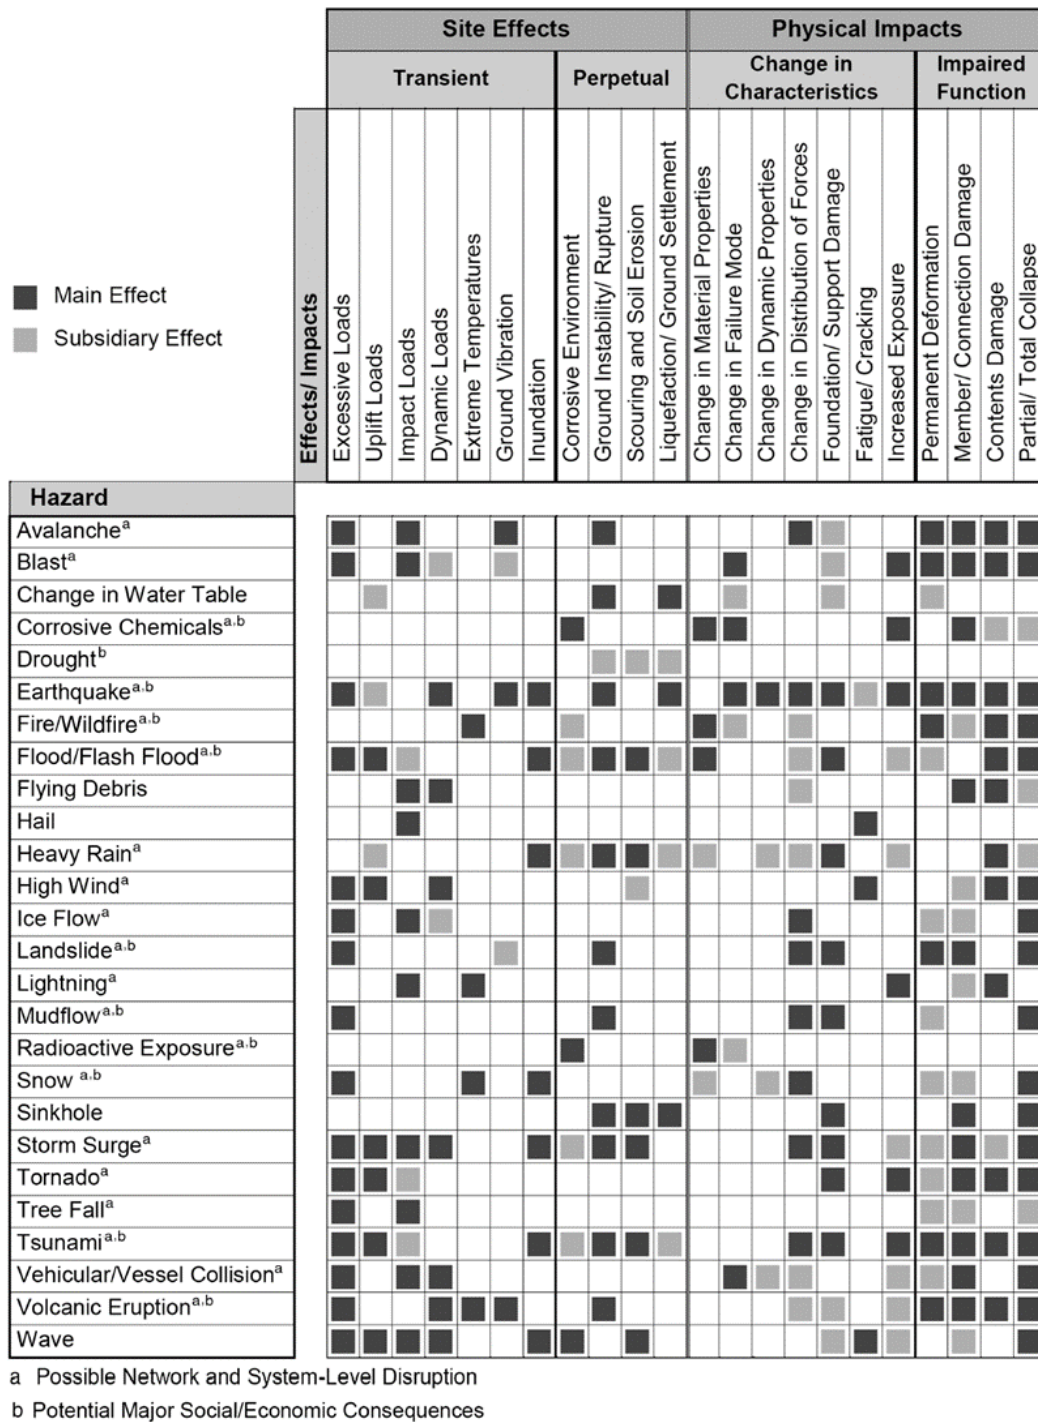 Site Effects
Physical Impacts
Transient
Perpetual
Change in
Characteristics
Impaired
Function
Main Effect
Subsidiary Effect
Effects/ Impacts
Excessive Loads
Uplift Loads
Impact Loads
Dynamic Loads
Extreme Temperatures
Ground Vibration
Inundation
Corrosive Environment
Ground Instability/ Rupture
Scouring and Soil Erosion
Liquefaction/ Ground Settlement
Change in Material Properties
Change in Failure Mode
Change in Dynamic Properties
Change in Distribution of Forces
Foundation/ Support Damage
Fatigue/ Cracking
Increased Exposure
Permanent Deformation
Member/ Connection Damage
Contents Damage
Partial/ Total Collapse
Hazard
Avalanche a
Blast a
Change in Water Table
Corrosive Chemicals a,b
Drought b
Earthquake a,b
Fire/Wildfire a,b
Flood/Flash Flood a,b
Flying Debris
Hail
Heavy Rain a
High Wind a
Ice Flow a
Landslide a,b
Lightning a
Mudflow a,b
Radioactive Exposure a,b
Snow a,b
Sinkhole
Storm Surge a
Tornado a
Tree Fall a
Tsunami a,b
Vehicular/Vessel Collision a
Volcanic Eruption a,b
Wave
a Possible Network and System-Level Disruption
b Potential Major Social/Economic Consequences